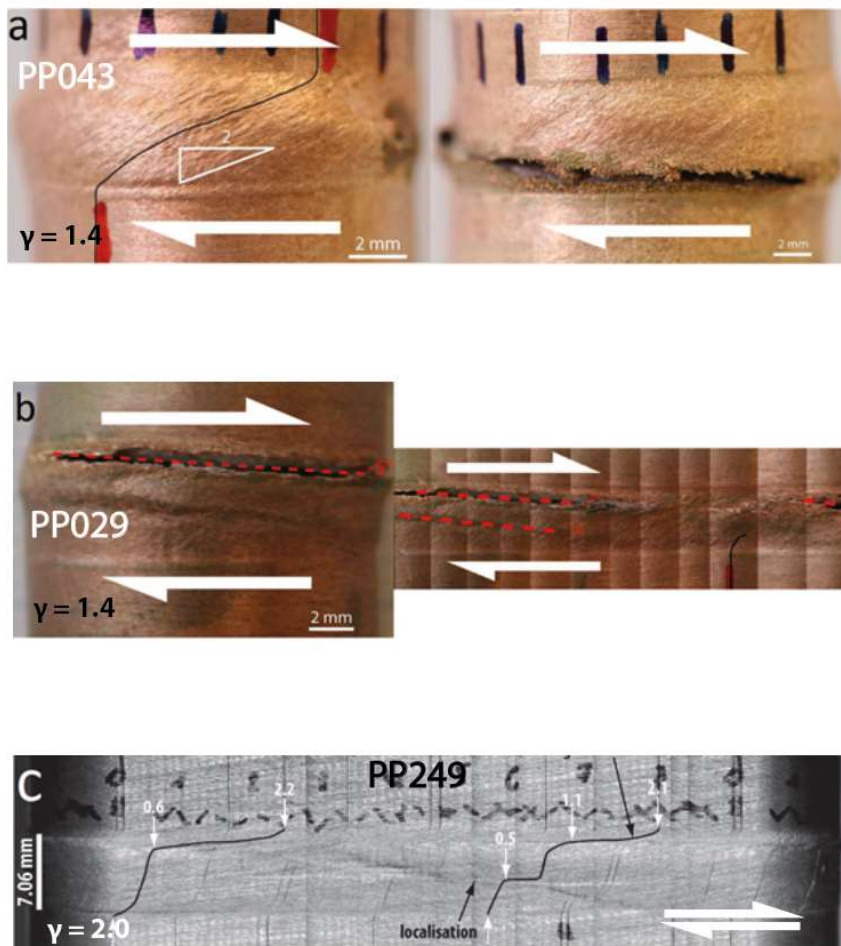 a
PP043
2
γ = 1.4
2 mm
2 mm
b
PP029
γ = 1.4
2 mm
C
PP249
0.6
2.2
0.5
1.1
2.1
7.06 mm
localisation
γ = 2.0